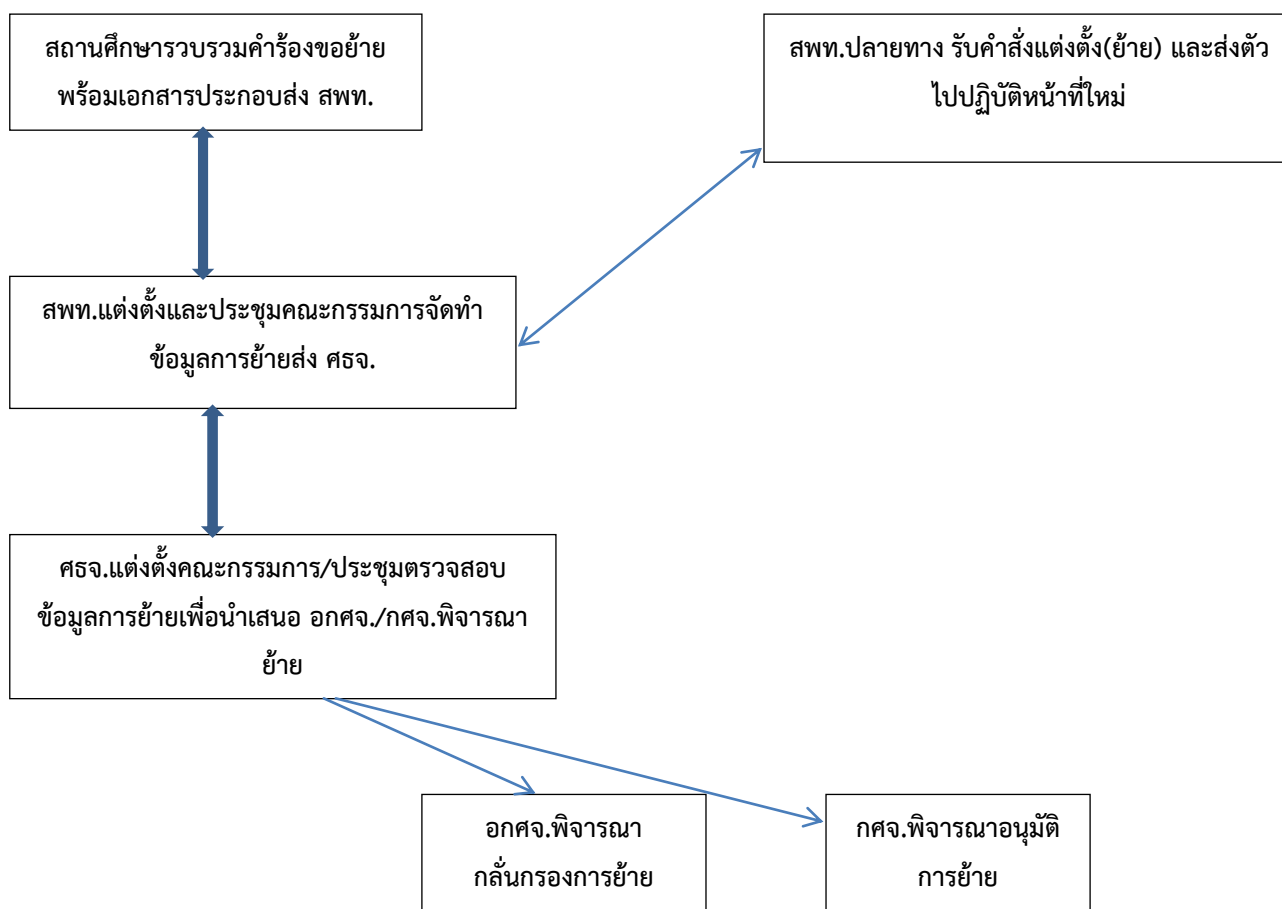 สถานศึกษารวบรวมคำร้องขอย้าย
พร้อมเอกสารประกอบส่ง สพท.
สพท.ปลายทาง รับคำสั่งแต่งตั้ง(ย้าย) และส่งตัว
ไปปฏิบัติหน้าที่ใหม่
สพท.แต่งตั้งและประชุมคณะกรรมการจัดทำ
ข้อมูลการย้ายส่ง ศธจ.
ศธจ.แต่งตั้งคณะกรรมการ/ประชุมตรวจสอบ
ข้อมูลการย้ายเพื่อนำเสนอ อกศจ./กศจ.พิจารณา
ย้าย
อกศจ.พิจารณา
กลั่นกรองการย้าย
กศจ.พิจารณาอนุมัติ
การย้าย